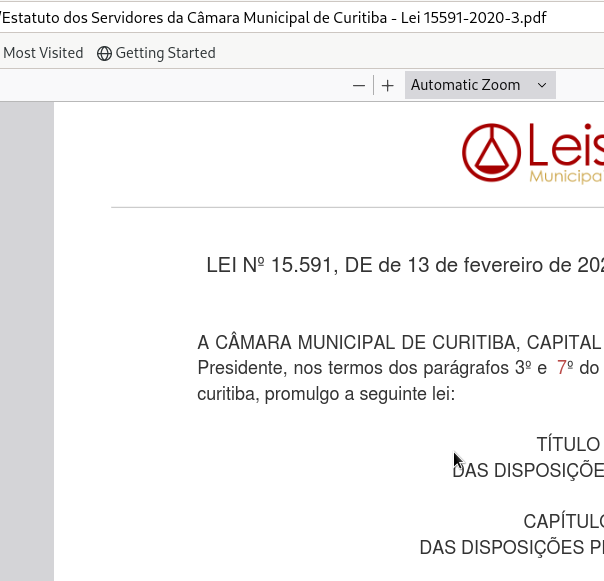 /Estatuto dos Servidores da Câmara Municipal de Curitiba - Lei 15591-2020-3.pdf
Most Visited Getting Started
Automatic Zoom
Leis
Municipa
LEI Nº 15.591, DE de 13 de fevereiro de 202
A CÂMARA MUNICIPAL DE CURITIBA, CAPITAL
Presidente, nos termos dos parágrafos 3º e 7º do
curitiba, promulgo a seguinte lei:
TÍTULO
DAS DISPOSIÇÕE
CAPÍTULO
DAS DISPOSIÇÕES P